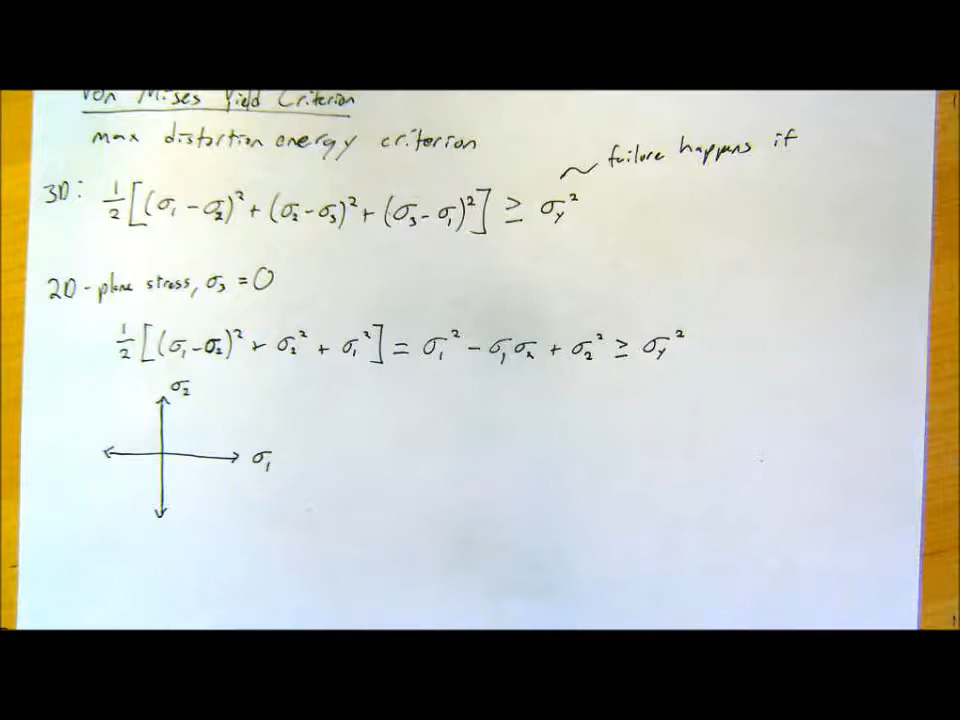 Von Mises Yield Criterion
max distortion energy criterion
failure happens if
3D: 1/2[(σ₁ - σ₂)² + (σ₂ - σ₃)² + (σ₃ - σ₁)²] ≥ σ_Y²
2D - plane stress, σ₃ = 0
1/2[(σ₁ - σ₂)² + σ₂² + σ₁²] = σ₁² - σ₁σ₂ + σ₂² ≥ σ_Y²
σ₂
σ₁